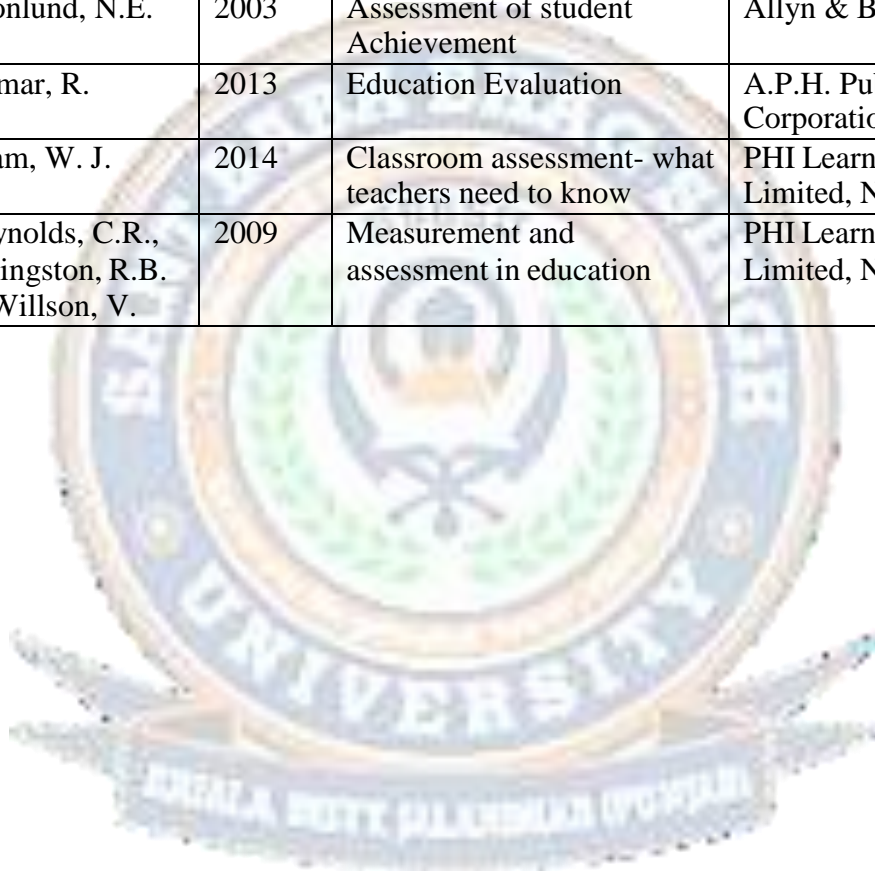 onlund, N.E. 2003 Assessment of student Allyn & B
Achievement
mar, R. 2013 Education Evaluation A.P.H. Pu
Corporatio
am, W. J. 2014 Classroom assessment- what PHI Learn
teachers need to know Limited, N
ynolds, C.R., 2009 Measurement and PHI Learn
ingston, R.B. assessment in education Limited, N
Willson, V.
UNIVERSITY